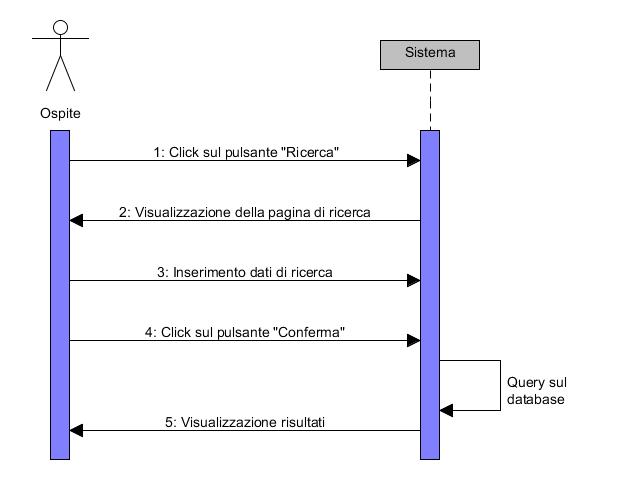 Sistema
Ospite
1: Click sul pulsante "Ricerca"
2: Visualizzazione della pagina di ricerca
3: Inserimento dati di ricerca
4: Click sul pulsante "Conferma"
Query sul
database
5: Visualizzazione risultati